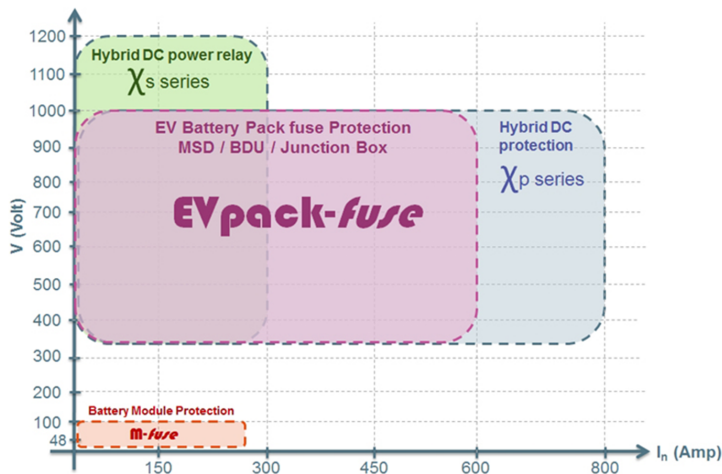 1200
1100
1000
900
800
700
600
500
400
300
200
100
48
V (Volt)
Hybrid DC power relay
χs series
EV Battery Pack fuse Protection
MSD / BDU / Junction Box
EVpack-fuse
Hybrid DC
protection
χp series
Battery Module Protection
M-fuse
150
300
450
600
800
In (Amp)